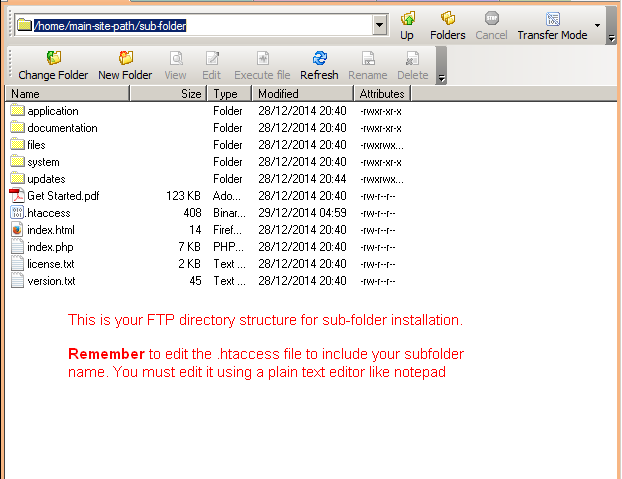 /home/main-site-path/sub-folder
Up Folders Cancel Transfer Mode
Change Folder New Folder View Edit Execute file Refresh Rename Delete
Name Size Type Modified Attributes
application Folder 28/12/2014 20:40 -rwxr-xr-x
documentation Folder 28/12/2014 20:40 -rwxr-xr-x
files Folder 28/12/2014 20:40 -rwxrwx...
system Folder 28/12/2014 20:40 -rwxr-xr-x
updates Folder 28/12/2014 20:44 -rwxrwx...
Get Started.pdf 123 KB Ado... 28/12/2014 20:40 -rw-r--r--
.htaccess 408 Binar... 29/12/2014 04:59 -rw-r--r--
index.html 14 Firef... 28/12/2014 20:40 -rw-r--r--
index.php 7 KB PHP... 28/12/2014 20:40 -rw-r--r--
license.txt 2 KB Text ... 28/12/2014 20:40 -rw-r--r--
version.txt 45 Text ... 28/12/2014 20:40 -rw-r--r--
This is your FTP directory structure for sub-folder installation.
Remember to edit the .htaccess file to include your subfolder
name. You must edit it using a plain text editor like notepad